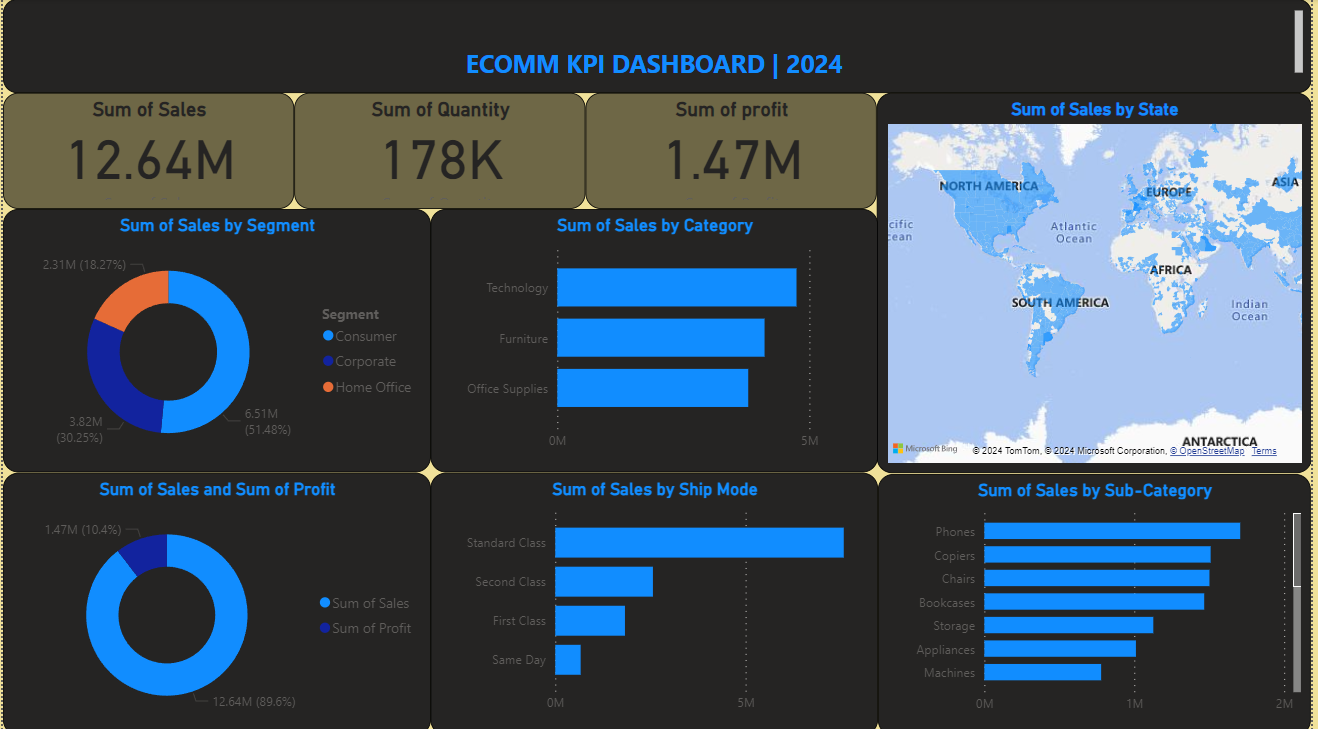 ECOMM KPI DASHBOARD | 2024
Sum of Sales
12.64M
Sum of Quantity
178K
Sum of profit
1.47M
Sum of Sales by State
NORTH AMERICA
EUROPE
ASIA
cific
cean
Atlantic
Ocean
AFRICA
SOUTH AMERICA
Indian
Ocean
ANTARCTICA
Microsoft Bing
© 2024 TomTom, © 2024 Microsoft Corporation, © OpenStreetMap Terms
Sum of Sales by Segment
2.31M (18.27%)
3.82M
(30.25%)
6.51M
(51.48%)
Segment
Consumer
Corporate
Home Office
Sum of Sales by Category
Technology
Furniture
Office Supplies
0M 5M
Sum of Sales and Sum of Profit
1.47M (10.4%)
12.64M (89.6%)
Sum of Sales
Sum of Profit
Sum of Sales by Ship Mode
Standard Class
Second Class
First Class
Same Day
0M 5M
Sum of Sales by Sub-Category
Phones
Copiers
Chairs
Bookcases
Storage
Appliances
Machines
0M 1M 2M